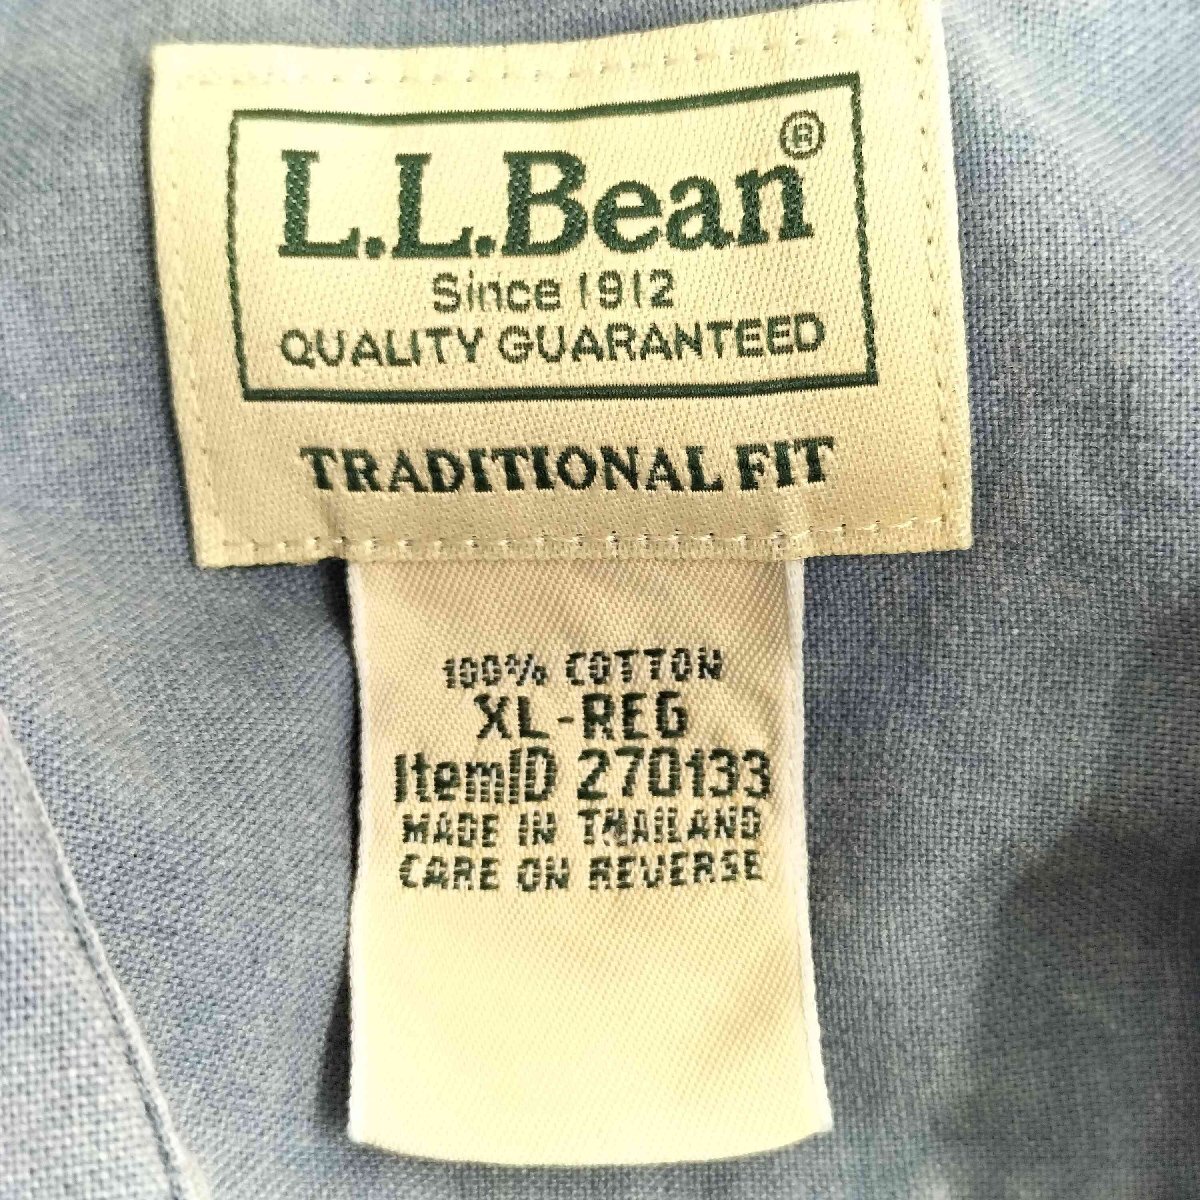 L.L.Bean®
Since 1912
QUALITY GUARANTEED
TRADITIONAL FIT
100% COTTON
XL-REG
ItemID 270133
MADE IN THAILAND
CARE ON REVERSE